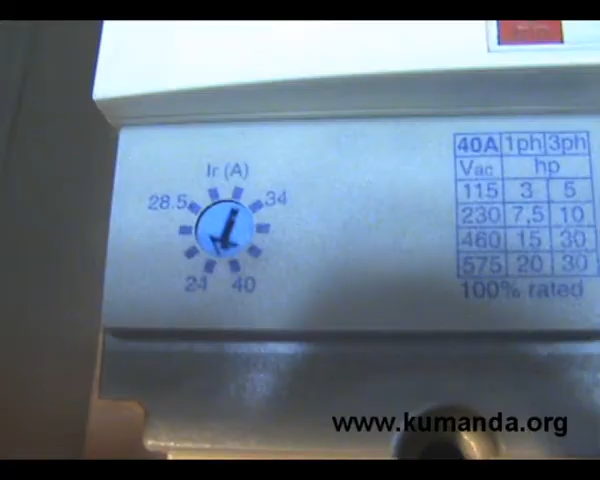 Ir (A)
28.5 34
24 40
40A 1ph 3ph
Vac hp
115 3 5
230 7,5 10
460 15 30
575 20 30
100% rated
www.kumanda.org